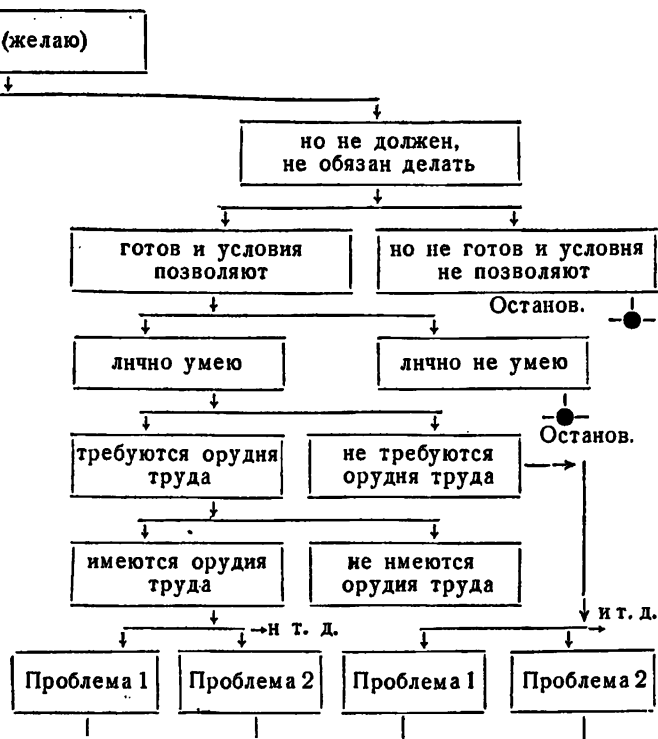 (желаю)
но не должен,
не обязан делать
готов и условия
позволяют
но не готов и условия
не позволяют
Останов.
лично умею
лично не умею
Останов.
требуются орудия
труда
не требуются
орудия труда
имеются орудия
труда
не имеются
орудия труда
и т. д.
и т. д.
Проблема 1
Проблема 2
Проблема 1
Проблема 2